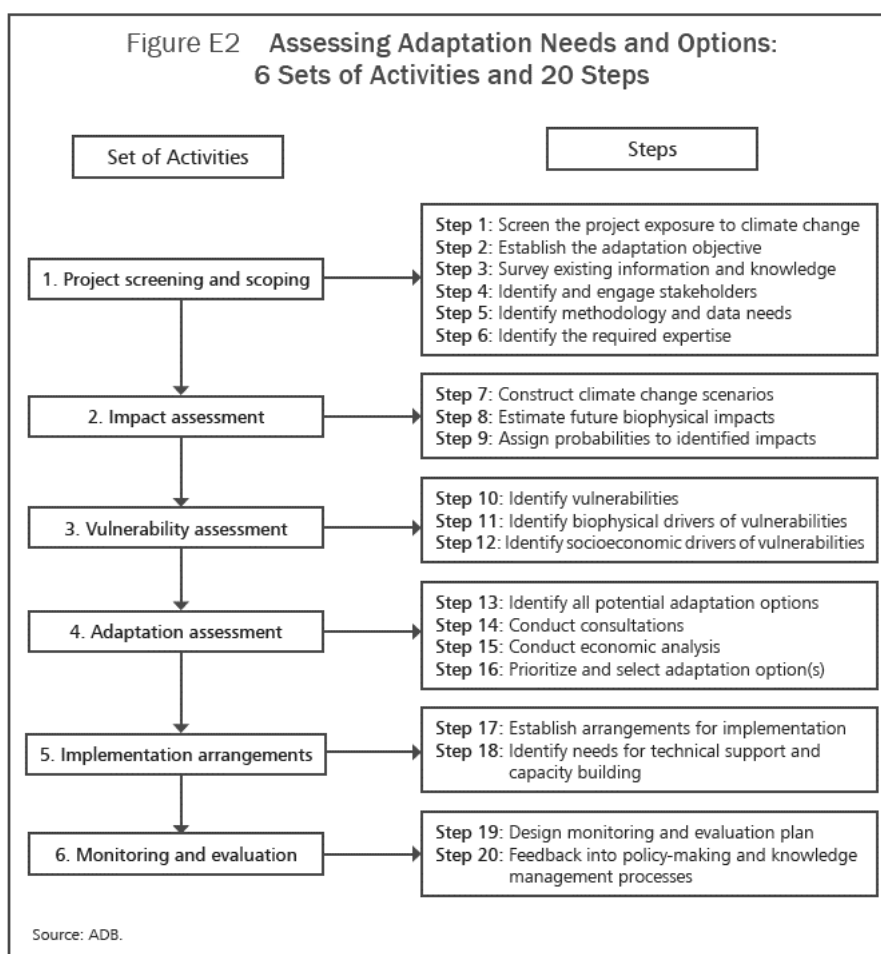 Figure E2 Assessing Adaptation Needs and Options:
6 Sets of Activities and 20 Steps
Set of Activities
Steps
1. Project screening and scoping
Step 1: Screen the project exposure to climate change
Step 2: Establish the adaptation objective
Step 3: Survey existing information and knowledge
Step 4: Identify and engage stakeholders
Step 5: Identify methodology and data needs
Step 6: Identify the required expertise
2. Impact assessment
Step 7: Construct climate change scenarios
Step 8: Estimate future biophysical impacts
Step 9: Assign probabilities to identified impacts
3. Vulnerability assessment
Step 10: Identify vulnerabilities
Step 11: Identify biophysical drivers of vulnerabilities
Step 12: Identify socioeconomic drivers of vulnerabilities
4. Adaptation assessment
Step 13: Identify all potential adaptation options
Step 14: Conduct consultations
Step 15: Conduct economic analysis
Step 16: Prioritize and select adaptation option(s)
5. Implementation arrangements
Step 17: Establish arrangements for implementation
Step 18: Identify needs for technical support and
capacity building
6. Monitoring and evaluation
Step 19: Design monitoring and evaluation plan
Step 20: Feedback into policy-making and knowledge
management processes
Source: ADB.